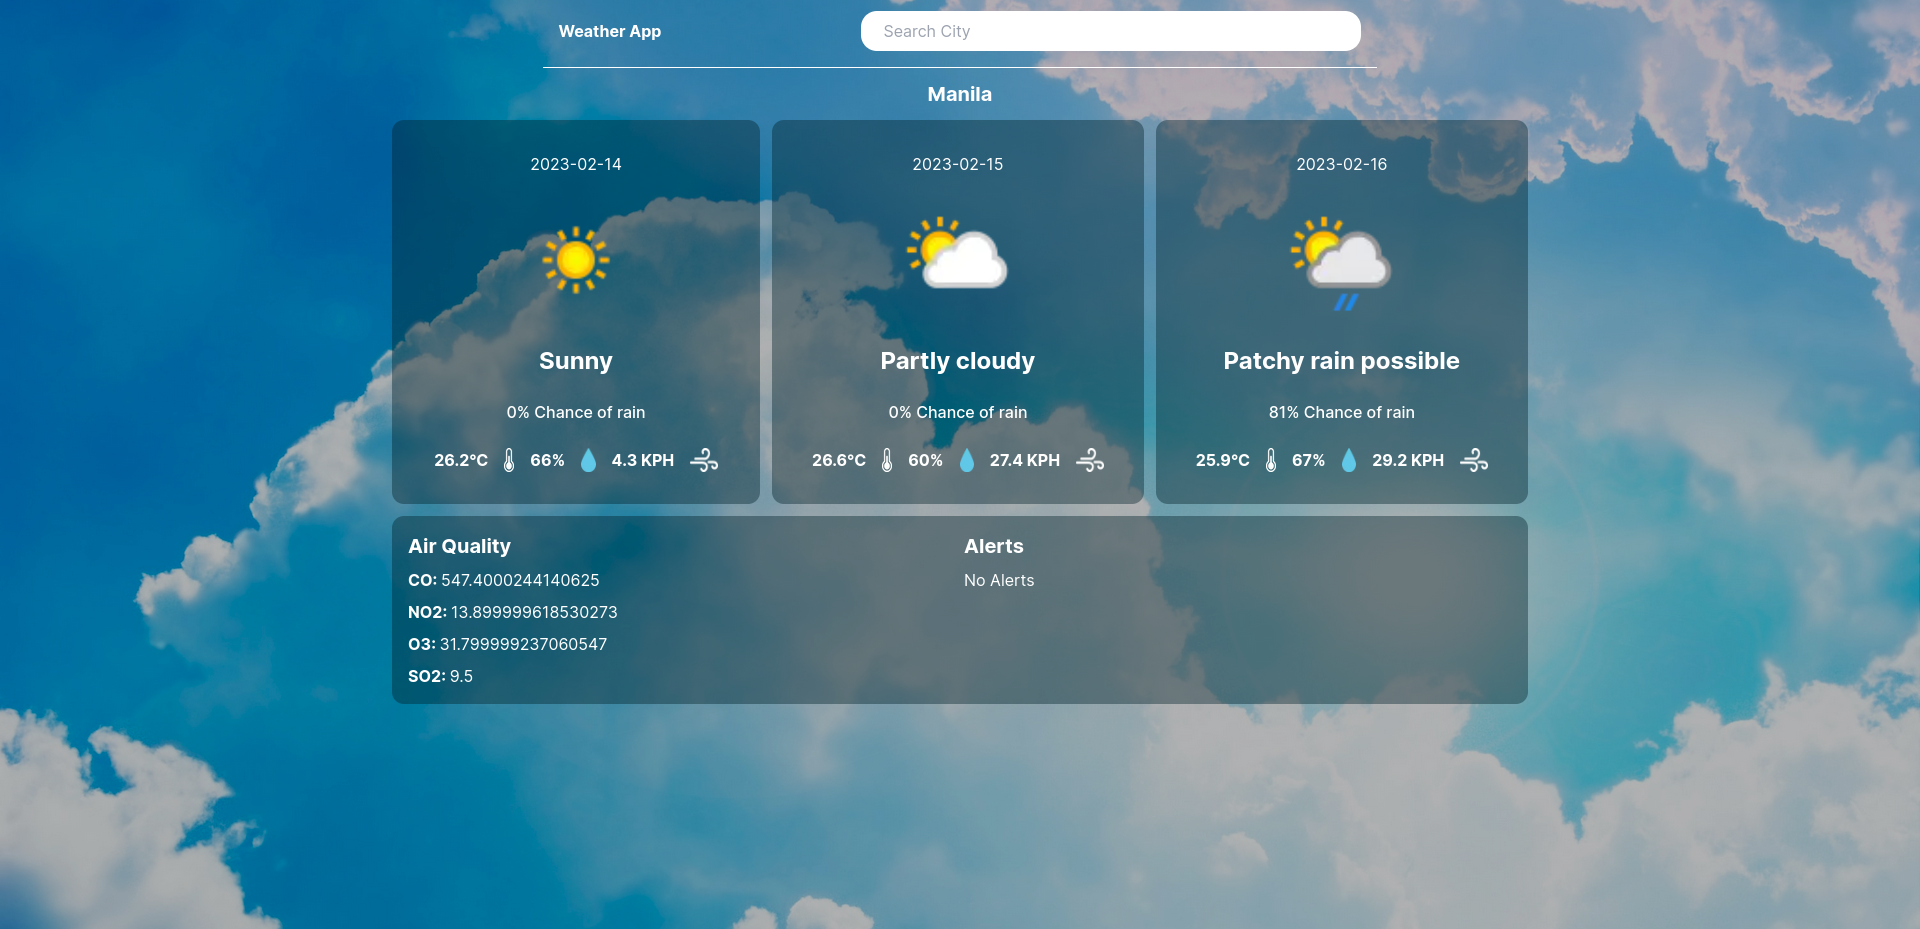 Weather App
Search City
Manila
2023-02-14
Sunny
0% Chance of rain
26.2°C 66% 4.3 KPH
2023-02-15
Partly cloudy
0% Chance of rain
26.6°C 60% 27.4 KPH
2023-02-16
Patchy rain possible
81% Chance of rain
25.9°C 67% 29.2 KPH
Air Quality
CO: 547.4000244140625
NO2: 13.899999618530273
O3: 31.799999237060547
SO2: 9.5
Alerts
No Alerts